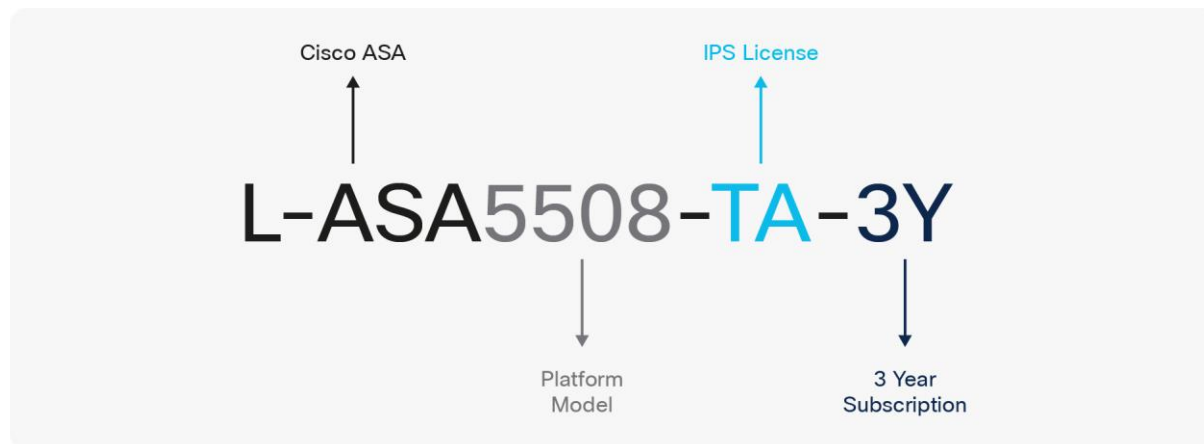 Cisco ASA
IPS License
L-ASA5508-TA-3Y
Platform
Model
3 Year
Subscription